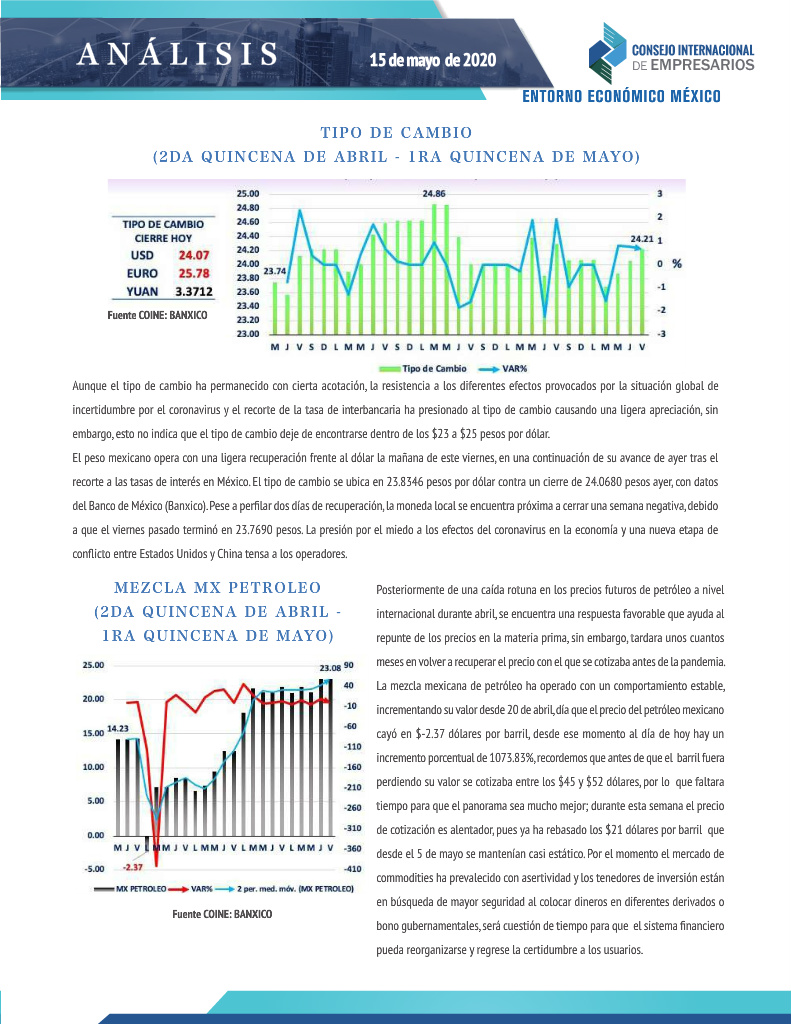 ANÁLISIS
15 de mayo de 2020
CONSEJO INTERNACIONAL
DE EMPRESARIOS
ENTORNO ECONÓMICO MÉXICO
TIPO DE CAMBIO
(2DA QUINCENA DE ABRIL - 1RA QUINCENA DE MAYO)
TIPO DE CAMBIO
CIERRE HOY
USD 24.07
EURO 25.78
YUAN 3.3712
Fuente COINE: BANXICO
25.00
24.80
24.60
24.40
24.20
24.00
23.80
23.60
23.40
23.20
23.00
23.74
24.86
24.21
3
2
1
0
-1
-2
-3
%
M J V S D L M M J V S D L M M J V S D L M M J V S D L M M J V
Tipo de Cambio VAR%
Aunque el tipo de cambio ha permanecido con cierta acotación, la resistencia a los diferentes efectos provocados por la situación global de
incertidumbre por el coronavirus y el recorte de la tasa de interbancaria ha presionado al tipo de cambio causando una ligera apreciación, sin
embargo, esto no indica que el tipo de cambio deje de encontrarse dentro de los $23 a $25 pesos por dólar.
El peso mexicano opera con una ligera recuperación frente al dólar la mañana de este viernes, en una continuación de su avance de ayer tras el
recorte a las tasas de interés en México. El tipo de cambio se ubica en 23.8346 pesos por dólar contra un cierre de 24.0680 pesos ayer, con datos
del Banco de México (Banxico). Pese a perfilar dos días de recuperación, la moneda local se encuentra próxima a cerrar una semana negativa, debido
a que el viernes pasado terminó en 23.7690 pesos. La presión por el miedo a los efectos del coronavirus en la economía y una nueva etapa de
conflicto entre Estados Unidos y China tensa a los operadores.
MEZCLA MX PETROLEO
(2DA QUINCENA DE ABRIL -
1RA QUINCENA DE MAYO)
25.00
20.00
15.00
10.00
5.00
0.00
-5.00
14.23
-2.37
23.08
90
40
-10
-60
-110
-160
-210
-260
-310
-360
-410
M J V L M M J V L M M J V L M M J V L M M J V
MX PETROLEO VAR% 2 per. med. móv. (MX PETROLEO)
Fuente COINE: BANXICO
Posteriormente de una caída rotuna en los precios futuros de petróleo a nivel
internacional durante abril, se encuentra una respuesta favorable que ayuda al
repunte de los precios en la materia prima, sin embargo, tardara unos cuantos
meses en volver a recuperar el precio con el que se cotizaba antes de la pandemia.
La mezcla mexicana de petróleo ha operado con un comportamiento estable,
incrementando su valor desde 20 de abril, día que el precio del petróleo mexicano
cayó en $-2.37 dólares por barril, desde ese momento al día de hoy hay un
incremento porcentual de 1073.83%, recordemos que antes de que el barril fuera
perdiendo su valor se cotizaba entre los $45 y $52 dólares, por lo que faltara
tiempo para que el panorama sea mucho mejor; durante esta semana el precio
de cotización es alentador, pues ya ha rebasado los $21 dólares por barril que
desde el 5 de mayo se mantenían casi estático. Por el momento el mercado de
commodities ha prevalecido con asertividad y los tenedores de inversión están
en búsqueda de mayor seguridad al colocar dineros en diferentes derivados o
bono gubernamentales, será cuestión de tiempo para que el sistema financiero
pueda reorganizarse y regrese la certidumbre a los usuarios.